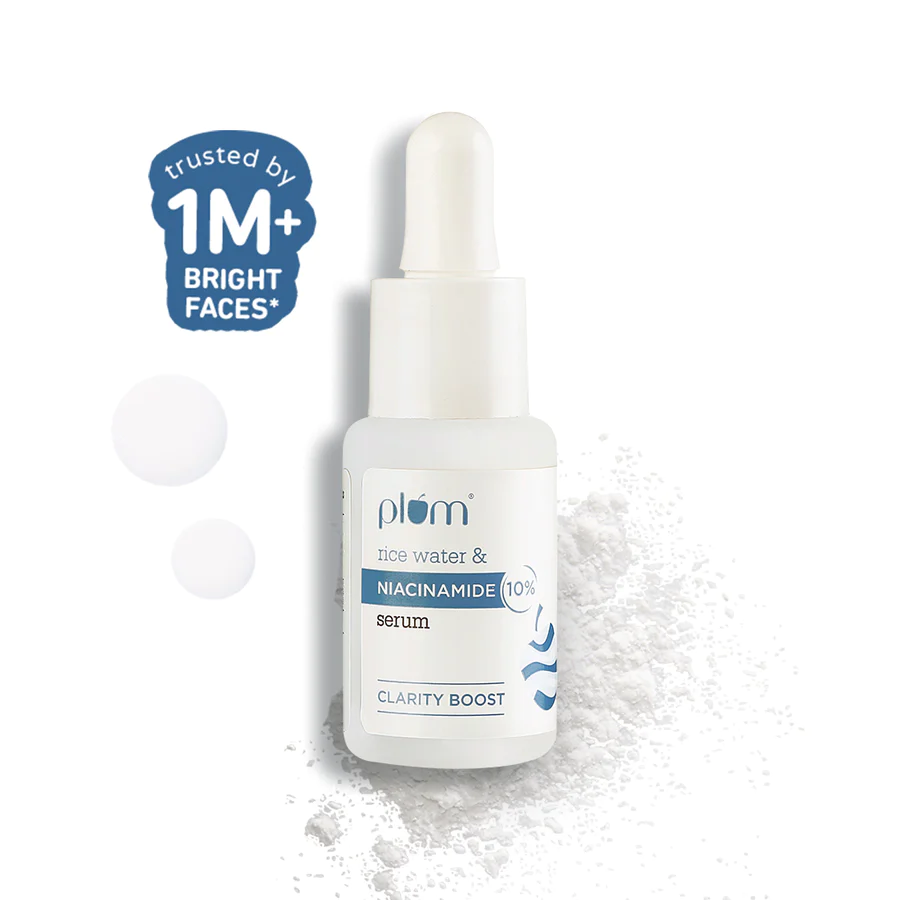 trusted by
1M+
BRIGHT
FACES*
plum®
rice water &
NIACINAMIDE 10%
serum
CLARITY BOOST